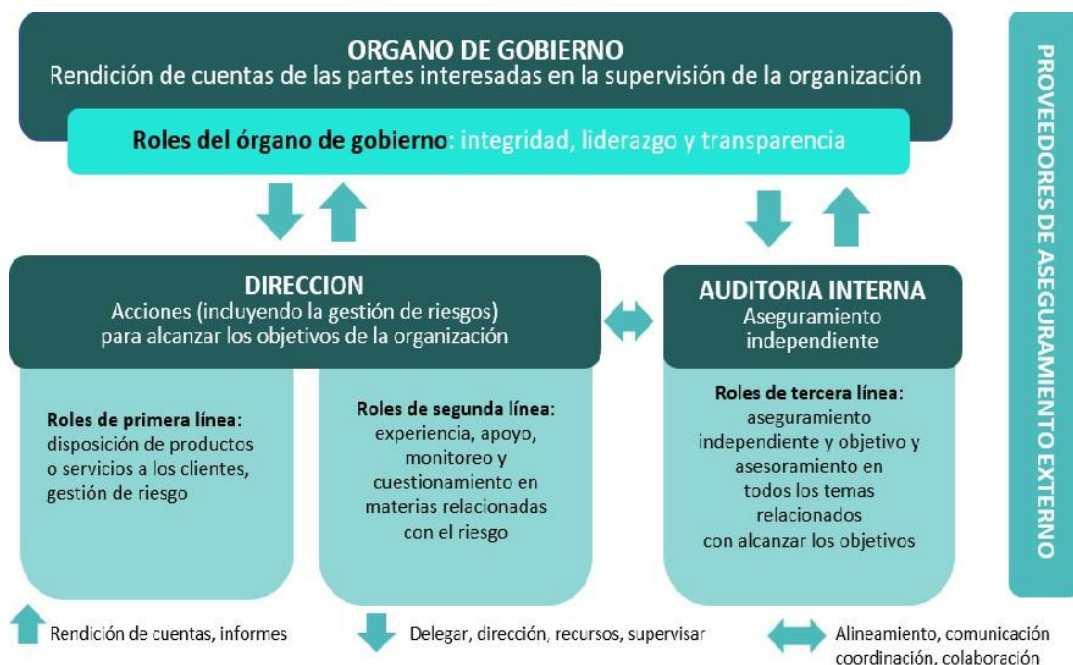 ORGANO DE GOBIERNO
Rendición de cuentas de las partes interesadas en la supervisión de la organización
Roles del órgano de gobierno: integridad, liderazgo y transparencia
DIRECCION
Acciones (incluyendo la gestión de riesgos)
para alcanzar los objetivos de la organización
AUDITORIA INTERNA
Aseguramiento
independiente
Roles de primera línea:
disposición de productos
o servicios a los clientes,
gestión de riesgo
Roles de segunda línea:
experiencia, apoyo,
monitoreo y
cuestionamiento en
materias relacionadas
con el riesgo
Roles de tercera línea:
aseguramiento
independiente y objetivo y
asesoramiento en
todos los temas
relacionados
con alcanzar los objetivos
PROVEEDORES DE ASEGURAMIENTO EXTERNO
Rendición de cuentas, informes
Delegar, dirección, recursos, supervisar
Alineamiento, comunicación
coordinación, colaboración